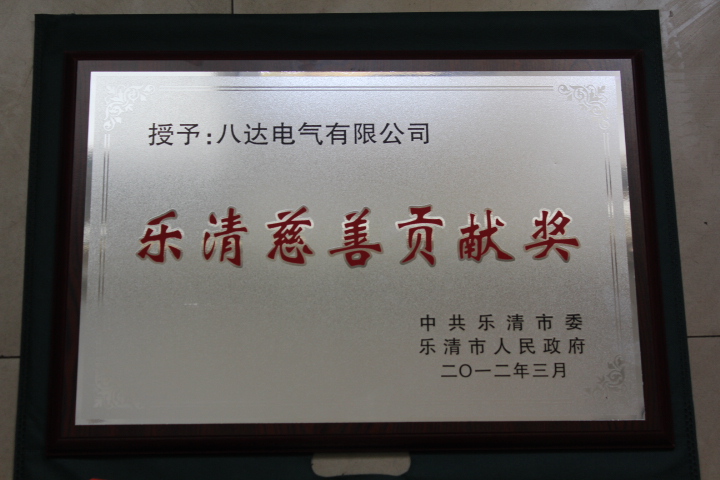 授予:八达电气有限公司
乐清慈善贡献奖
中共乐清市委
乐清市人民政府
二〇一二年三月